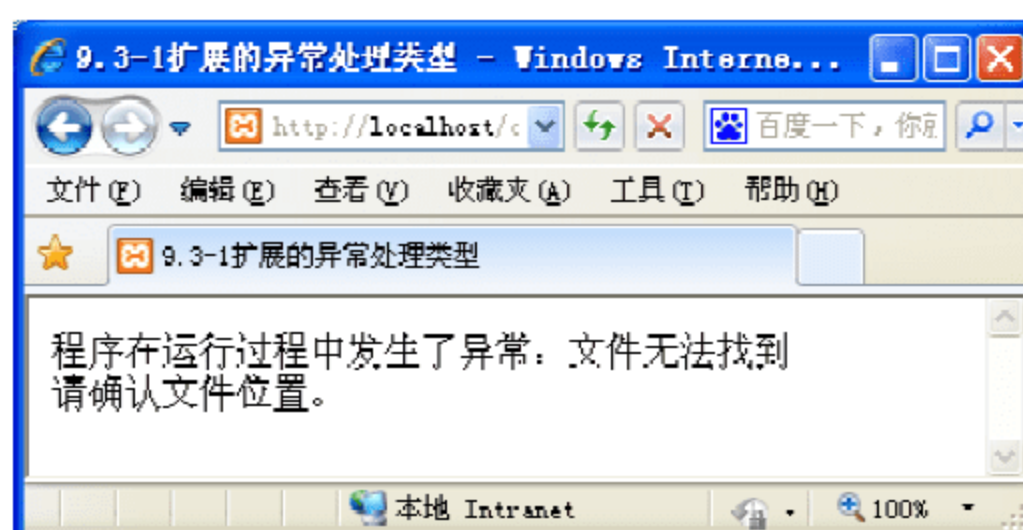 9.3-1扩展的异常处理类型 - Windows Interne...
http://localhost/c
百度一下，你
文件(F) 编辑(E) 查看(V) 收藏夹(A) 工具(T) 帮助(H)
9.3-1扩展的异常处理类型
程序在运行过程中发生了异常：文件无法找到
请确认文件位置。
本地 Intranet
100%